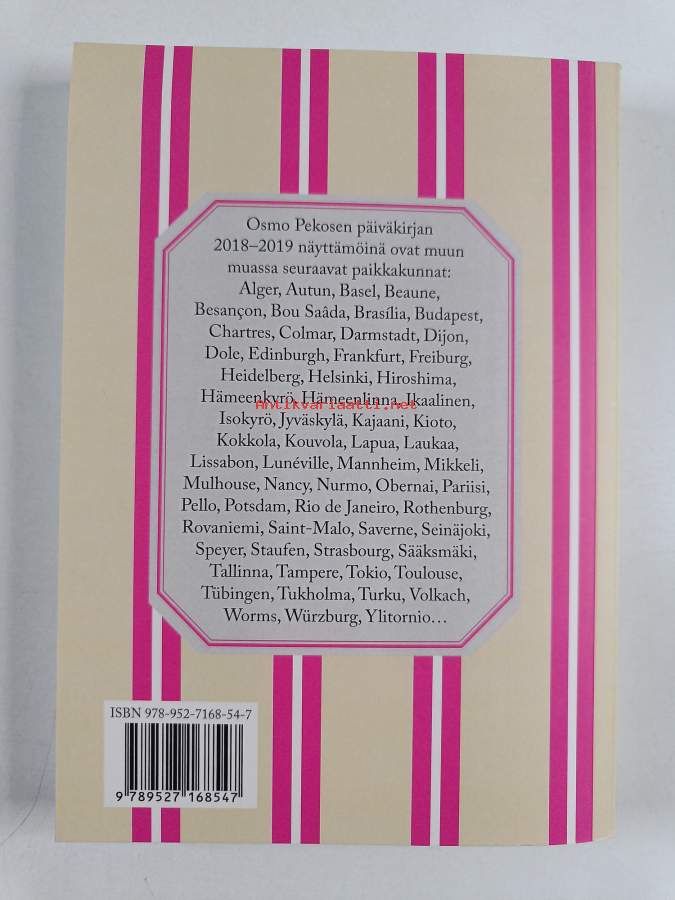 Osmo Pekosen päiväkirjan
2018–2019 näyttämöinä ovat muun
muassa seuraavat paikkakunnat:
Alger, Autun, Basel, Beaune,
Besançon, Bou Saâda, Brasília, Budapest,
Chartres, Colmar, Darmstadt, Dijon,
Dole, Edinburgh, Frankfurt, Freiburg,
Heidelberg, Helsinki, Hiroshima,
Hämeenkyrö, Hämeenlinna, Ikaalinen,
Antikvariaatti.net
Isokyrö, Jyväskylä, Kajaani, Kioto,
Kokkola, Kouvola, Lapua, Laukaa,
Lissabon, Lunéville, Mannheim, Mikkeli,
Mulhouse, Nancy, Nurmo, Obernai, Pariisi,
Pello, Potsdam, Rio de Janeiro, Rothenburg,
Rovaniemi, Saint-Malo, Saverne, Seinäjoki,
Speyer, Staufen, Strasbourg, Sääksmäki,
Tallinna, Tampere, Tokio, Toulouse,
Tübingen, Tukholma, Turku, Volkach,
Worms, Würzburg, Ylitornio…
ISBN 978-952-7168-54-7
9 789527 168547